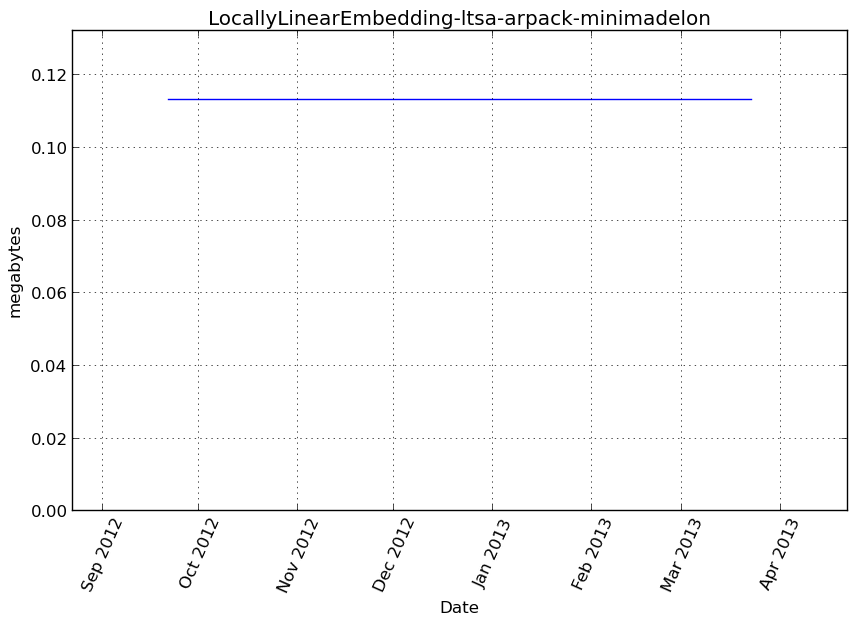 LocallyLinearEmbedding-ltsa-arpack-minimadelon
megabytes
0.12
0.10
0.08
0.06
0.04
0.02
0.00
Sep 2012
Oct 2012
Nov 2012
Dec 2012
Jan 2013
Feb 2013
Mar 2013
Apr 2013
Date